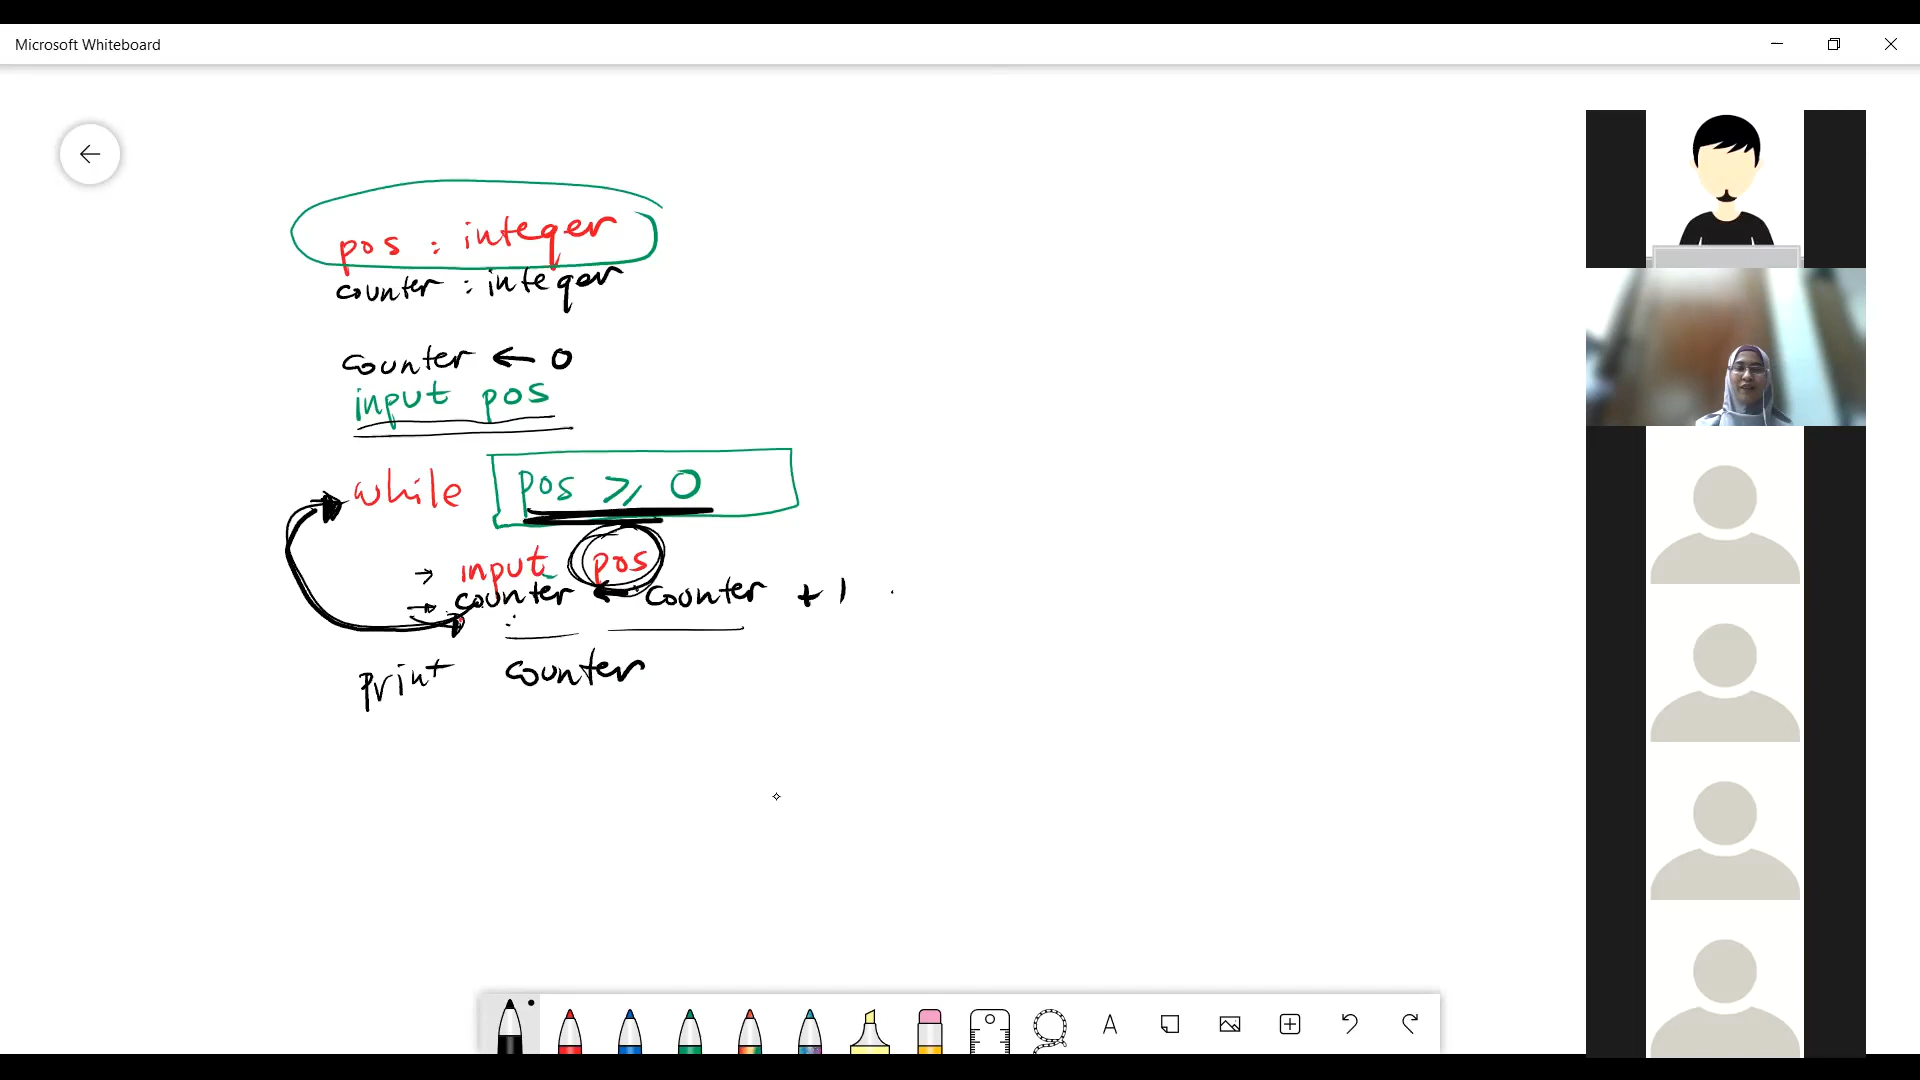 Microsoft Whiteboard
pos : integer
counter : integer
counter ← 0
input pos
while pos ≥ 0
→ input pos
→ counter ← counter + 1
print counter
A